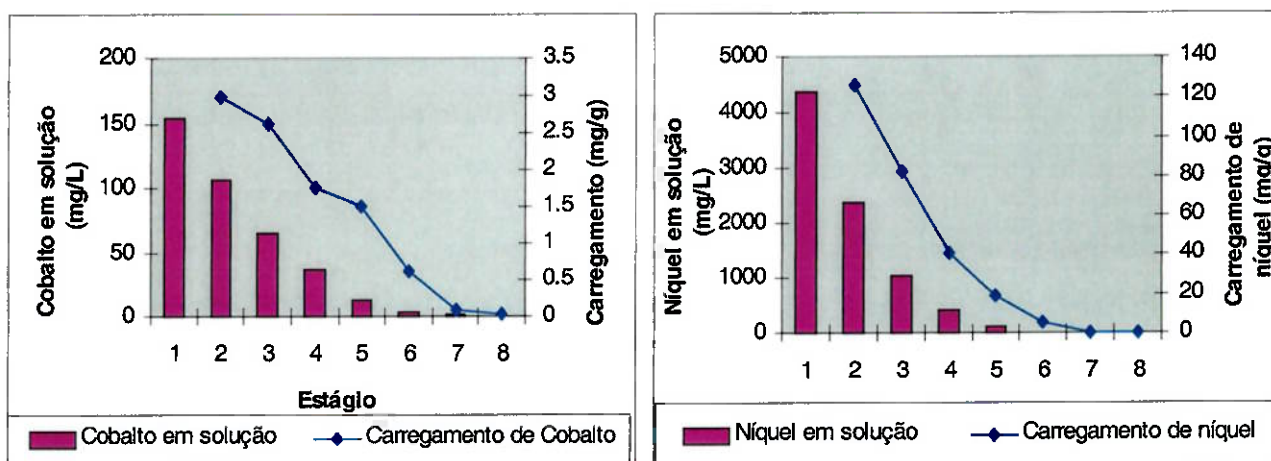 200
150
100
50
0
Cobalto em solução
(mg/L)
3.5
3
2.5
2
1.5
1
0.5
0
Carregamento (mg/g)
1 2 3 4 5 6 7 8
Estágio
Cobalto em solução Carregamento de Cobalto
5000
4000
3000
2000
1000
0
Níquel em solução
(mg/L)
140
120
100
80
60
40
20
0
Carregamento de
níquel (mg/g)
1 2 3 4 5 6 7 8
Níquel em solução Carregamento de níquel